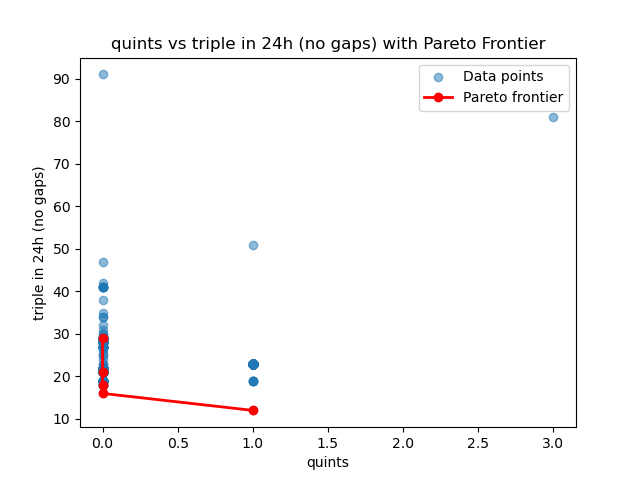 quints vs triple in 24h (no gaps) with Pareto Frontier
Data points
Pareto frontier
triple in 24h (no gaps)
90
80
70
60
50
40
30
20
10
0.0 0.5 1.0 1.5 2.0 2.5 3.0
quints